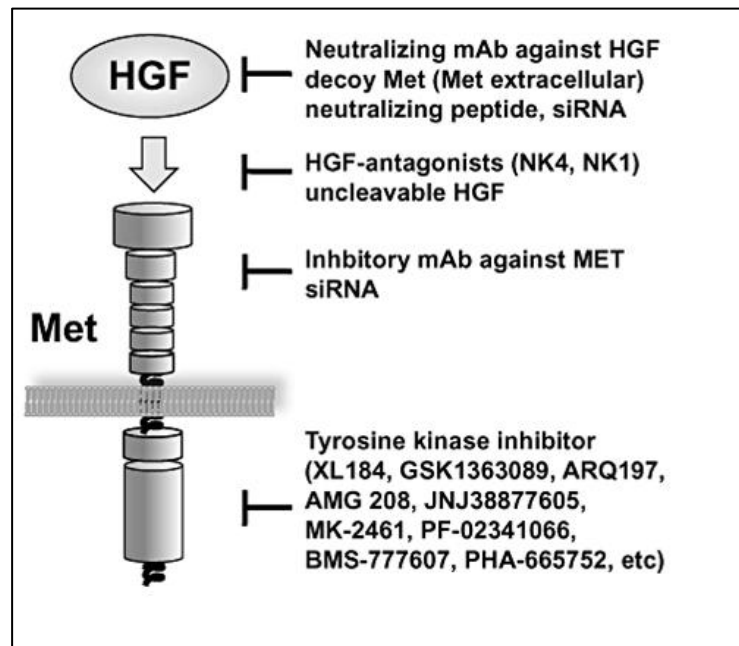 HGF
Neutralizing mAb against HGF
decoy Met (Met extracellular)
neutralizing peptide, siRNA
HGF-antagonists (NK4, NK1)
uncleavable HGF
Inhbitory mAb against MET
siRNA
Met
Tyrosine kinase inhibitor
(XL184, GSK1363089, ARQ197,
AMG 208, JNJ38877605,
MK-2461, PF-02341066,
BMS-777607, PHA-665752, etc)